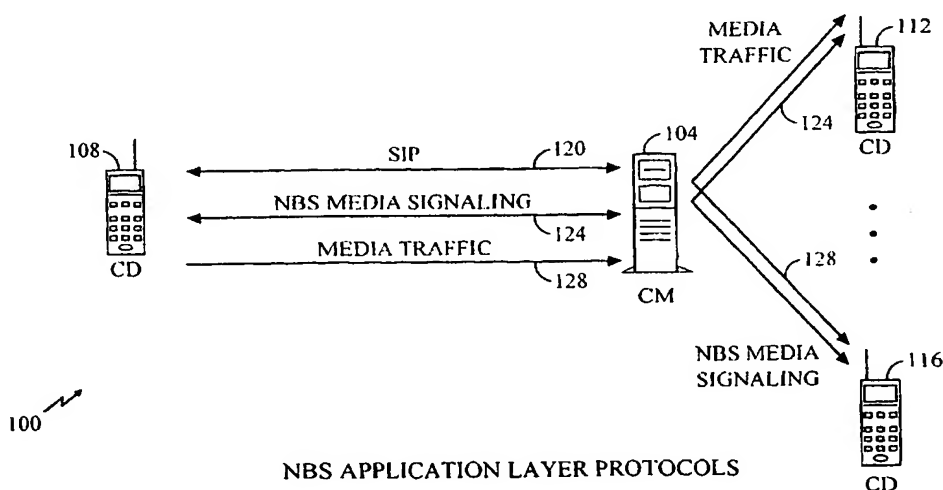 MEDIA
TRAFFIC
112
124
CD
108
SIP
120
104
NBS MEDIA SIGNALING
124
MEDIA TRAFFIC
128
CD
CM
128
NBS MEDIA
SIGNALING
116
CD
100
NBS APPLICATION LAYER PROTOCOLS